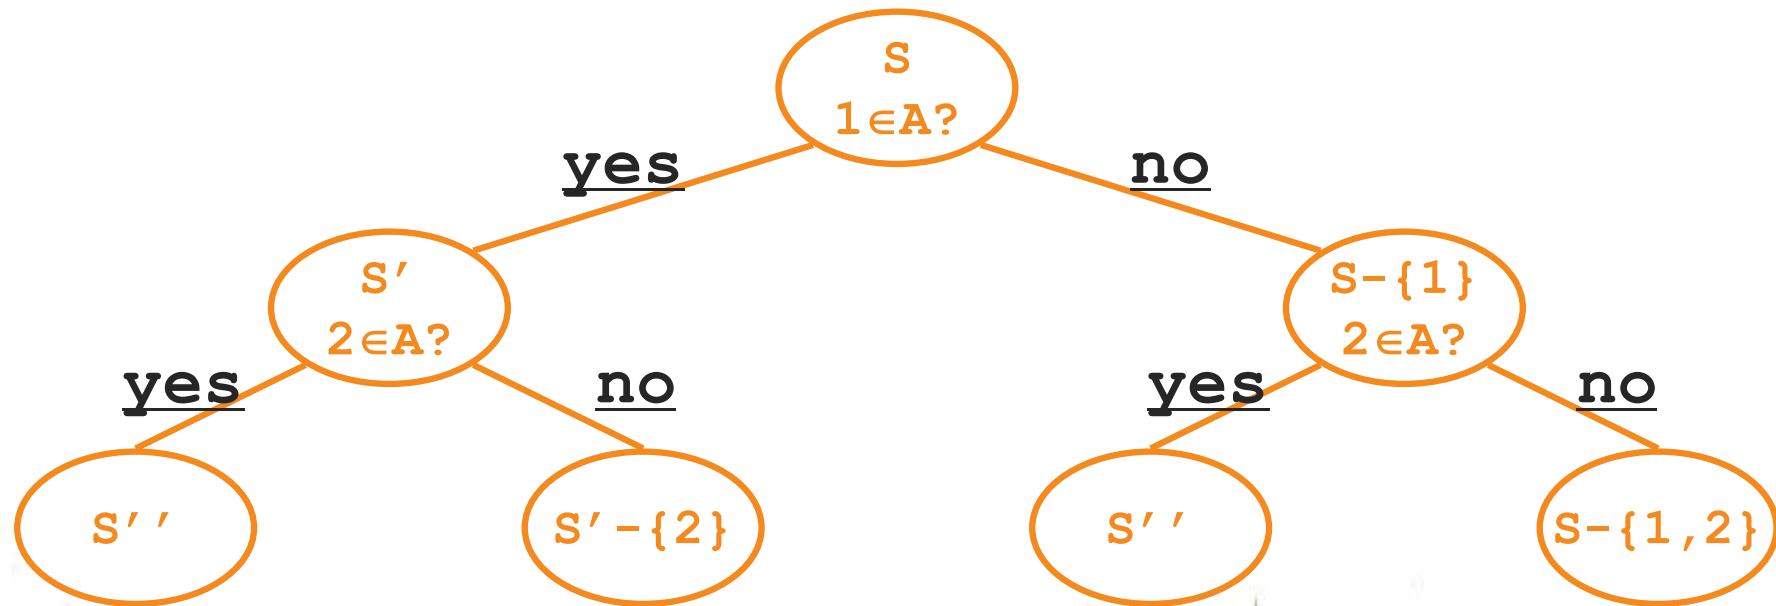 S
1∈A?
yes
no
S'
2∈A?
S-{1}
2∈A?
yes
no
yes
no
S''
S'-{2}
S''
S-{1,2}